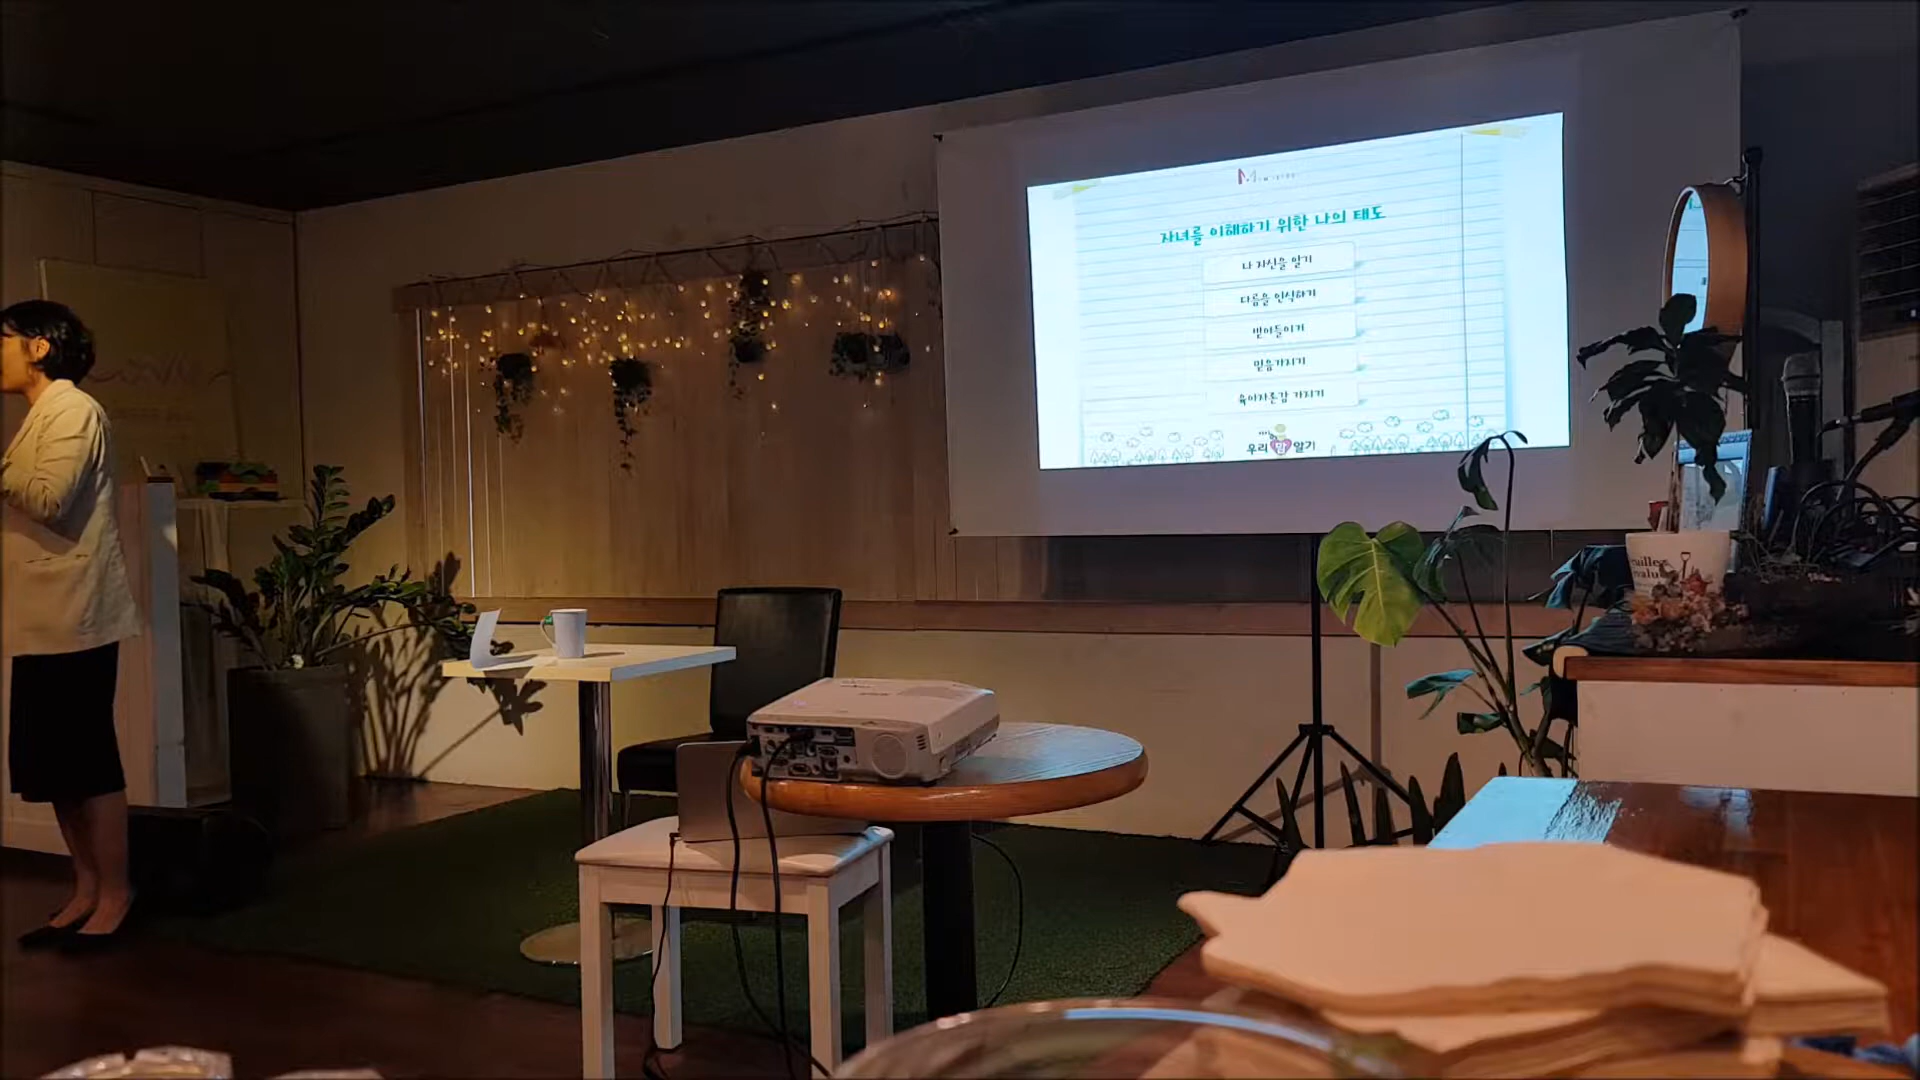 자녀를 이해하기 위한 나의 태도
나 자신을 알기
다름을 인식하기
받아들이기
믿음가지기
육아자존감 가지기
우리 맘 알기